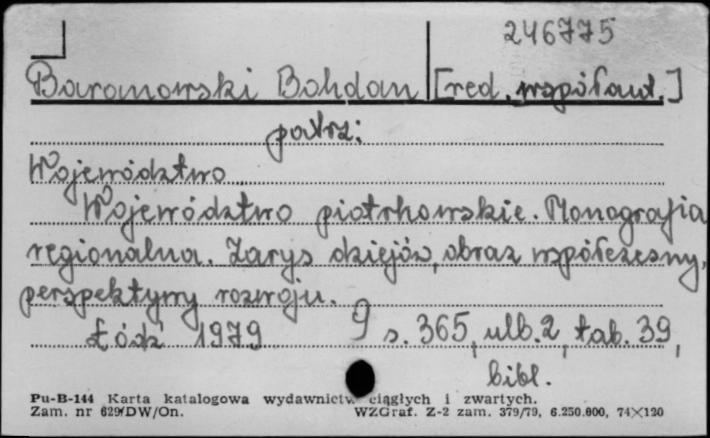 246775
Baranowski Bohdan [red. współaut.]
patrz:
Województwo
Województwo piotrkowskie. Monografia
regionalna. Zarys dziejów, obraz współczesny,
perspektywy rozwoju.
Łódź 1979 s. 365, ulb. 2, tab. 39,
bibl.
Pu-B-144 Karta katalogowa wydawnictw ciągłych i zwartych.
Zam. nr 629/DW/On. WZGraf. Z-2 zam. 379/79, 6.250.000, 74×120